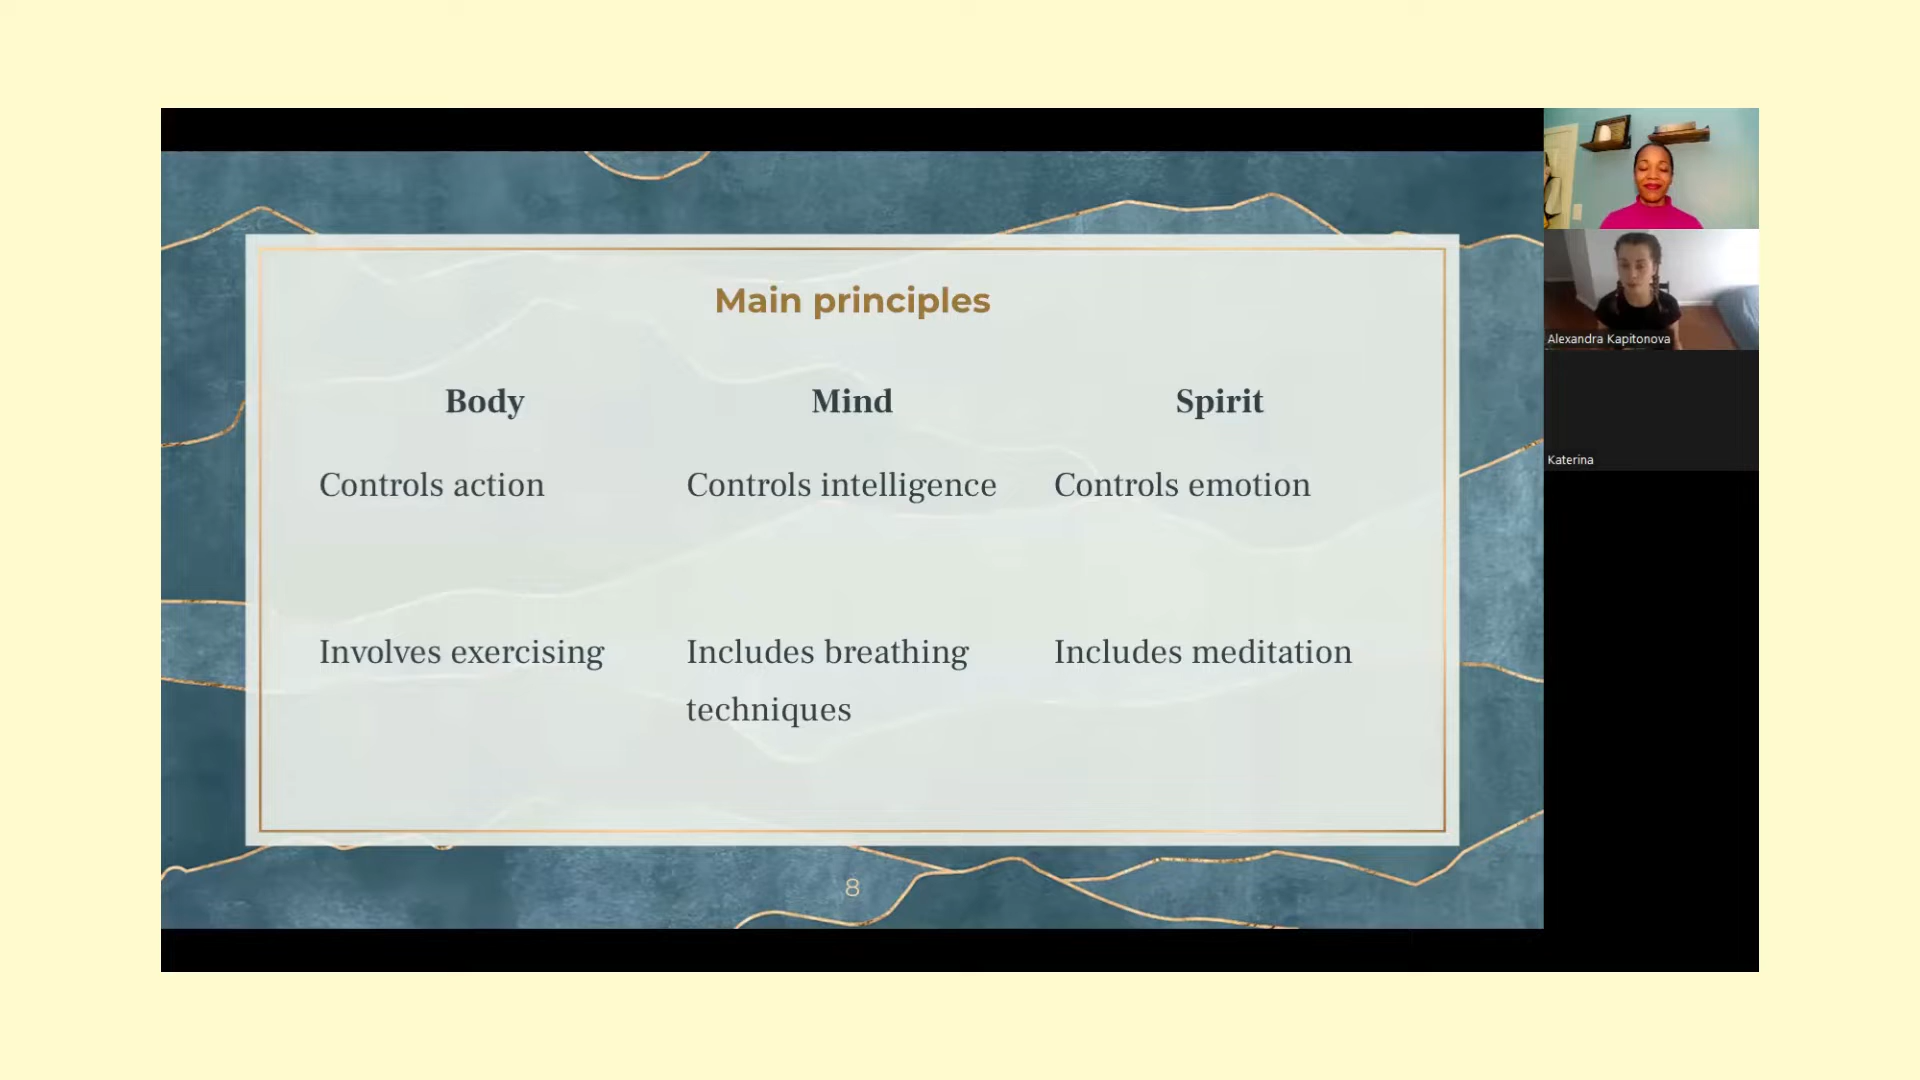 Main principles
Body
Controls action
Involves exercising
Mind
Controls intelligence
Includes breathing
techniques
Spirit
Controls emotion
Includes meditation
8
Alexandra Kapitonova
Katerina